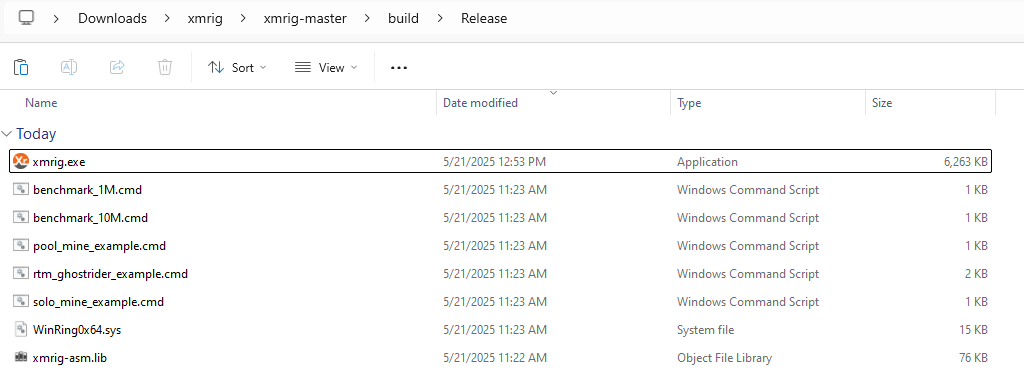 Downloads > xmrig > xmrig-master > build > Release
Sort View ...
Name Date modified Type Size
Today
xmrig.exe 5/21/2025 12:53 PM Application 6,263 KB
benchmark_1M.cmd 5/21/2025 11:23 AM Windows Command Script 1 KB
benchmark_10M.cmd 5/21/2025 11:23 AM Windows Command Script 1 KB
pool_mine_example.cmd 5/21/2025 11:23 AM Windows Command Script 1 KB
rtm_ghostrider_example.cmd 5/21/2025 11:23 AM Windows Command Script 2 KB
solo_mine_example.cmd 5/21/2025 11:23 AM Windows Command Script 1 KB
WinRing0x64.sys 5/21/2025 11:23 AM System file 15 KB
xmrig-asm.lib 5/21/2025 11:22 AM Object File Library 76 KB